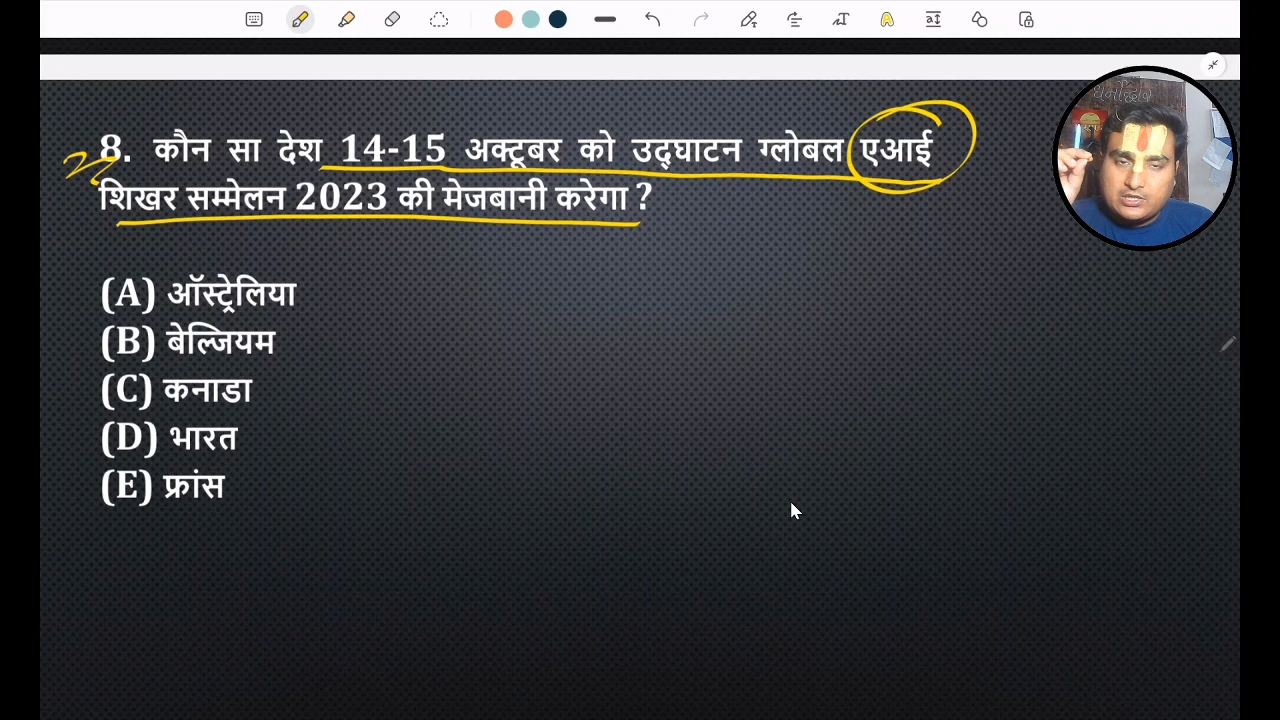 8. कौन सा देश 14-15 अक्टूबर को उद्घाटन ग्लोबल एआई
शिखर सम्मेलन 2023 की मेजबानी करेगा ?
(A) ऑस्ट्रेलिया
(B) बेल्जियम
(C) कनाडा
(D) भारत
(E) फ्रांस